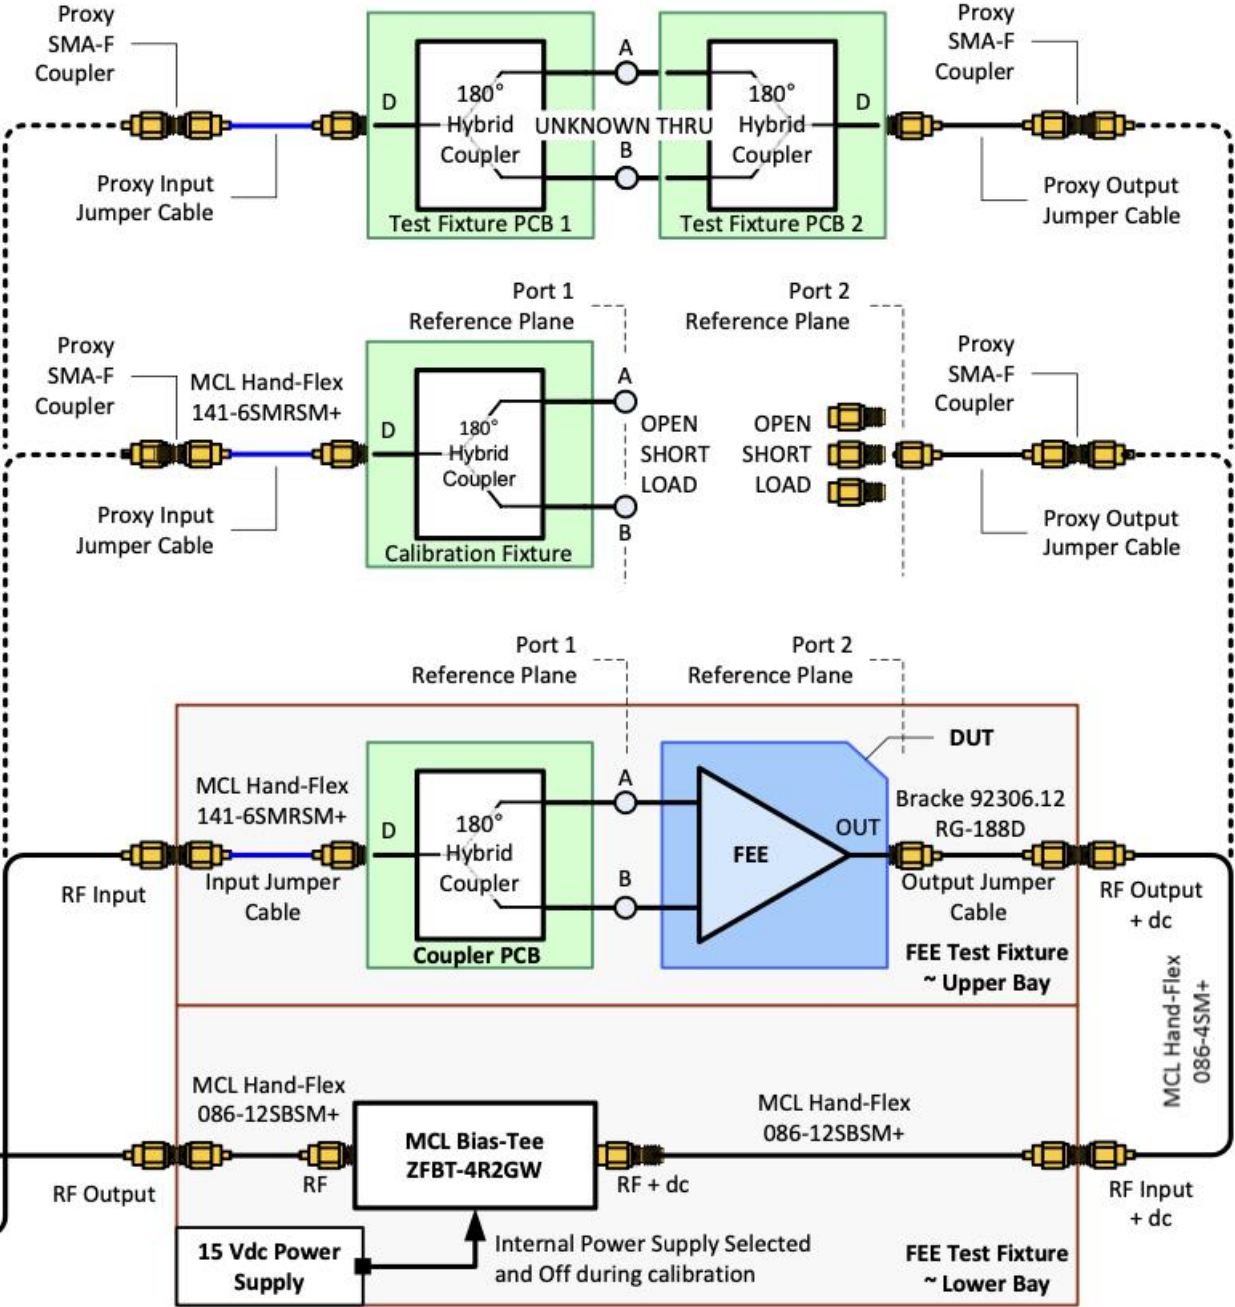 Proxy
SMA-F
Coupler
Proxy Input
Jumper Cable
D
180°
Hybrid
Coupler
Test Fixture PCB 1
A
UNKNOWN THRU
B
180°
Hybrid
Coupler
D
Test Fixture PCB 2
Proxy
SMA-F
Coupler
Proxy Output
Jumper Cable
Port 1
Reference Plane
Port 2
Reference Plane
Proxy
SMA-F
Coupler
MCL Hand-Flex
141-6SMRSM+
Proxy Input
Jumper Cable
D
180°
Hybrid
Coupler
Calibration Fixture
A
B
OPEN
SHORT
LOAD
OPEN
SHORT
LOAD
Proxy
SMA-F
Coupler
Proxy Output
Jumper Cable
Port 1
Reference Plane
Port 2
Reference Plane
DUT
MCL Hand-Flex
141-6SMRSM+
RF Input
Input Jumper
Cable
D
180°
Hybrid
Coupler
Coupler PCB
A
B
FEE
OUT
Bracke 92306.12
RG-188D
Output Jumper
Cable
RF Output
+ dc
FEE Test Fixture
~ Upper Bay
MCL Hand-Flex
086-4SM+
MCL Hand-Flex
086-12SBSM+
RF Output
RF
MCL Bias-Tee
ZFBT-4R2GW
RF + dc
MCL Hand-Flex
086-12SBSM+
RF Input
+ dc
15 Vdc Power
Supply
Internal Power Supply Selected
and Off during calibration
FEE Test Fixture
~ Lower Bay